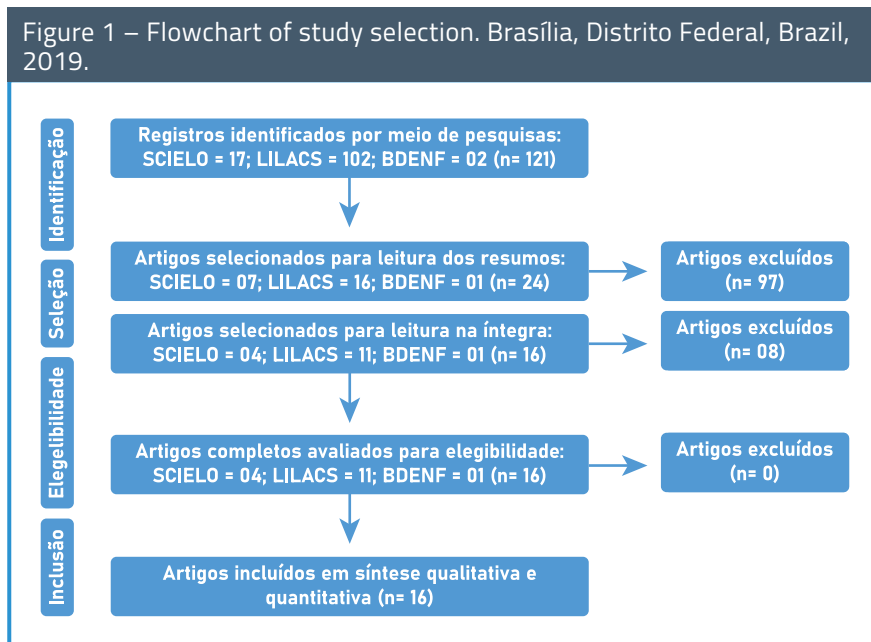 Figure 1 – Flowchart of study selection. Brasília, Distrito Federal, Brazil,
2019.
Identificação
Registros identificados por meio de pesquisas:
SCIELO = 17; LILACS = 102; BDENF = 02 (n= 121)
Seleção
Artigos selecionados para leitura dos resumos:
SCIELO = 07; LILACS = 16; BDENF = 01 (n= 24)
Artigos excluídos
(n= 97)
Artigos selecionados para leitura na íntegra:
SCIELO = 04; LILACS = 11; BDENF = 01 (n= 16)
Artigos excluídos
(n= 08)
Elegelibilidade
Artigos completos avaliados para elegibilidade:
SCIELO = 04; LILACS = 11; BDENF = 01 (n= 16)
Artigos excluídos
(n= 0)
Inclusão
Artigos incluídos em síntese qualitativa e
quantitativa (n= 16)